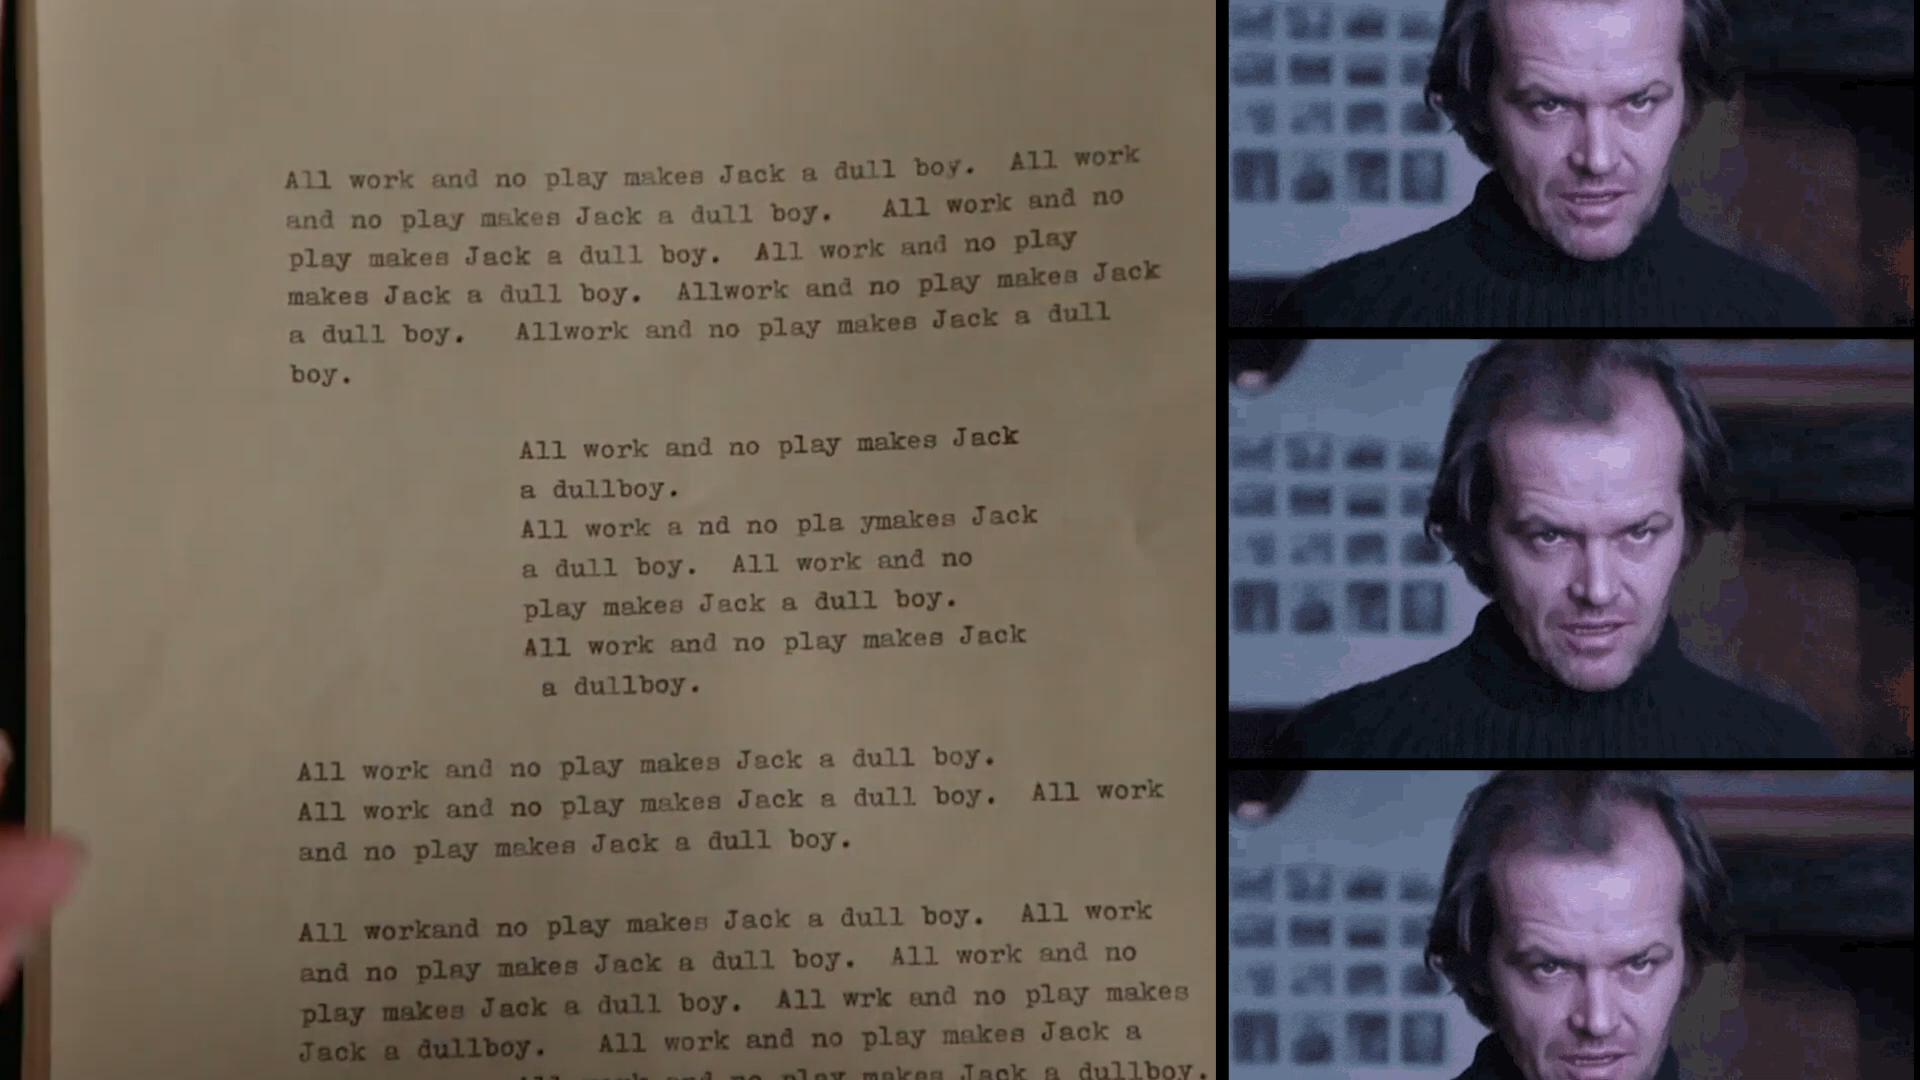 All work and no play makes Jack a dull boy.  All work
and no play makes Jack a dull boy.   All work and no
play makes Jack a dull boy.  All work and no play
makes Jack a dull boy.  Allwork and no play makes Jack
a dull boy.   Allwork and no play makes Jack a dull
boy.
All work and no play makes Jack
a dullboy.
All work a nd no pla ymakes Jack
a dull boy.  All work and no
play makes Jack a dull boy.
All work and no play makes Jack
a dullboy.
All work and no play makes Jack a dull boy.
All work and no play makes Jack a dull boy.  All work
and no play makes Jack a dull boy.
All workand no play makes Jack a dull boy.  All work
and no play makes Jack a dull boy.  All work and no
play makes Jack a dull boy.  All wrk and no play makes
Jack a dullboy.   All work and no play makes Jack a
All work and no play makes Jack a dullboy.